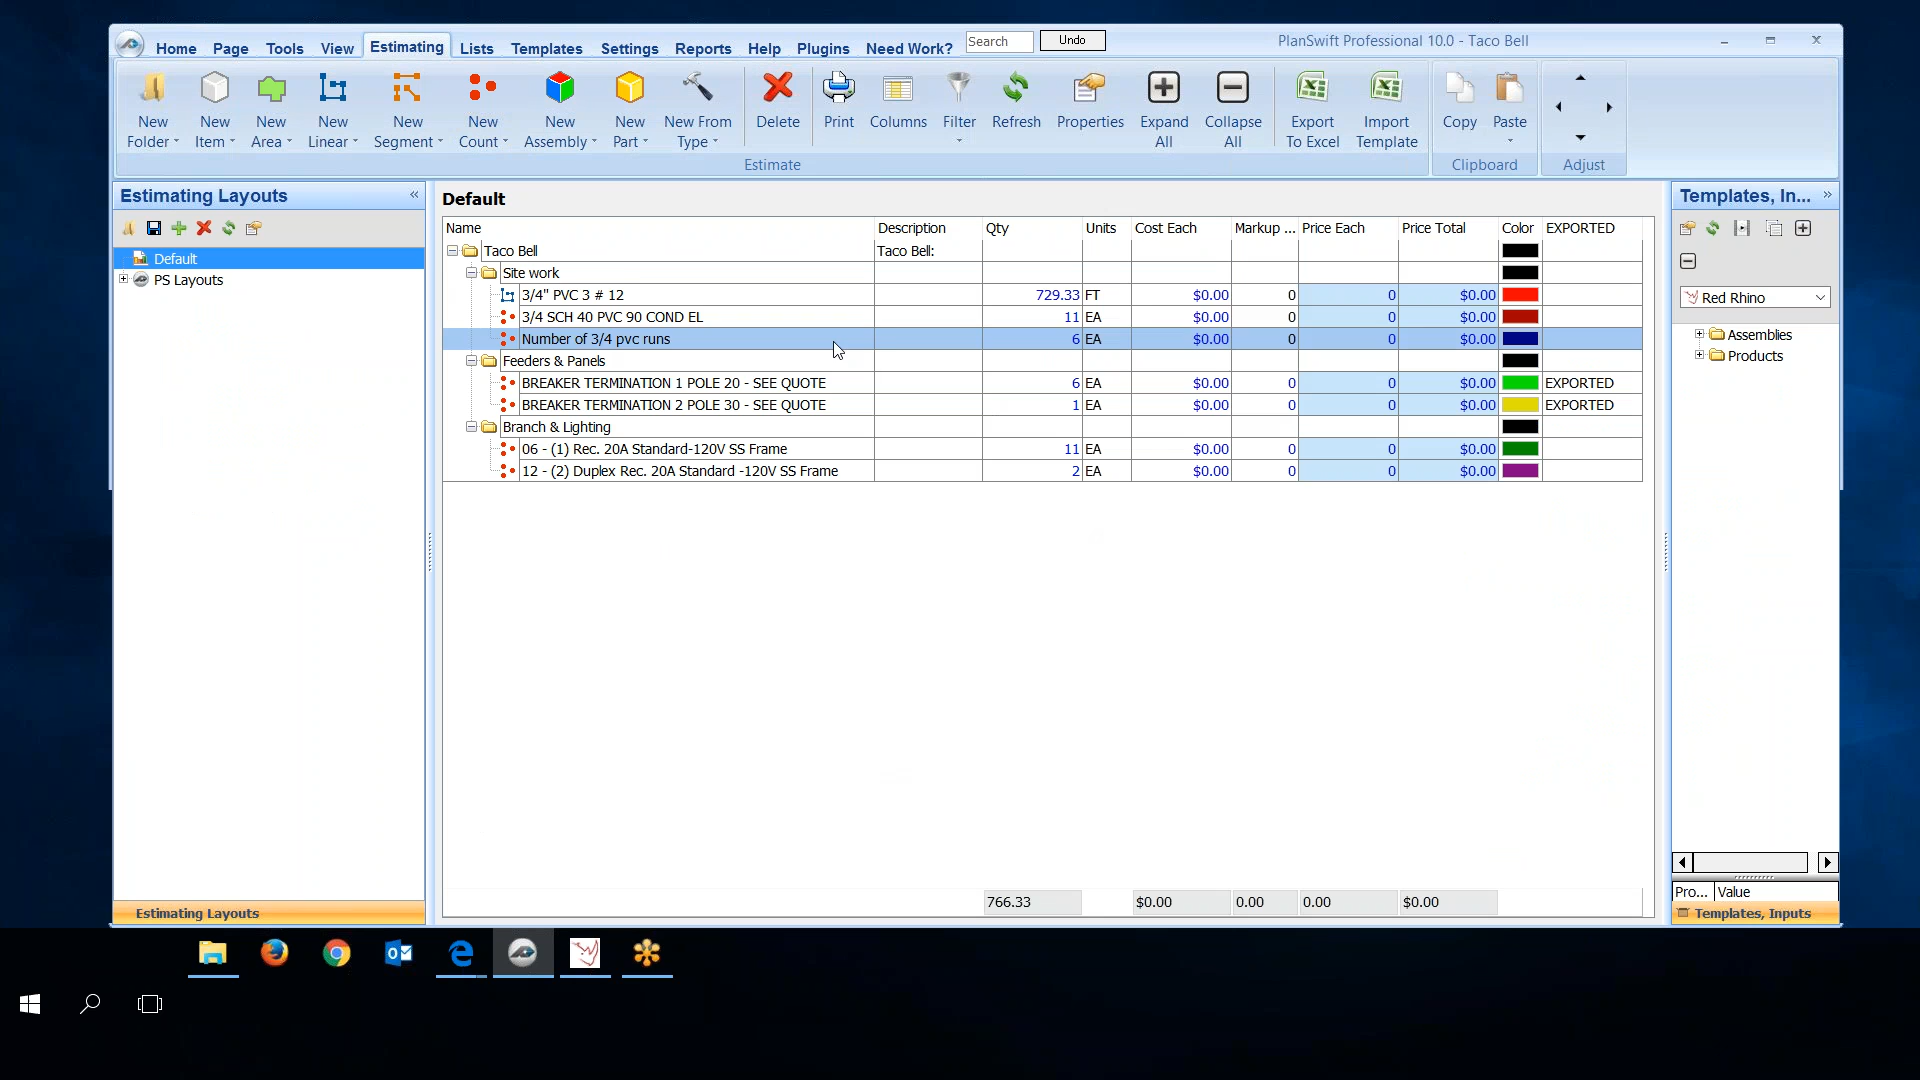 Home Page Tools View Estimating Lists Templates Settings Reports Help Plugins Need Work? Search Undo PlanSwift Professional 10.0 - Taco Bell
New Folder New Item New Area New Linear New Segment New Count New Assembly New Part New From Type Delete Print Columns Filter Refresh Properties Expand All Collapse All Export To Excel Import Template Copy Paste
Estimate Clipboard Adjust
Estimating Layouts
Default
PS Layouts
Estimating Layouts
Default
Name Description Qty Units Cost Each Markup ... Price Each Price Total Color EXPORTED
Taco Bell Taco Bell:
Site work
3/4" PVC 3 # 12 729.33 FT $0.00 0 0 $0.00
3/4 SCH 40 PVC 90 COND EL 11 EA $0.00 0 0 $0.00
Number of 3/4 pvc runs 6 EA $0.00 0 0 $0.00
Feeders & Panels
BREAKER TERMINATION 1 POLE 20 - SEE QUOTE 6 EA $0.00 0 0 $0.00 EXPORTED
BREAKER TERMINATION 2 POLE 30 - SEE QUOTE 1 EA $0.00 0 0 $0.00 EXPORTED
Branch & Lighting
06 - (1) Rec. 20A Standard-120V SS Frame 11 EA $0.00 0 0 $0.00
12 - (2) Duplex Rec. 20A Standard -120V SS Frame 2 EA $0.00 0 0 $0.00
766.33 $0.00 0.00 0.00 $0.00
Templates, In...
Red Rhino
Assemblies
Products
Pro... Value
Templates, Inputs